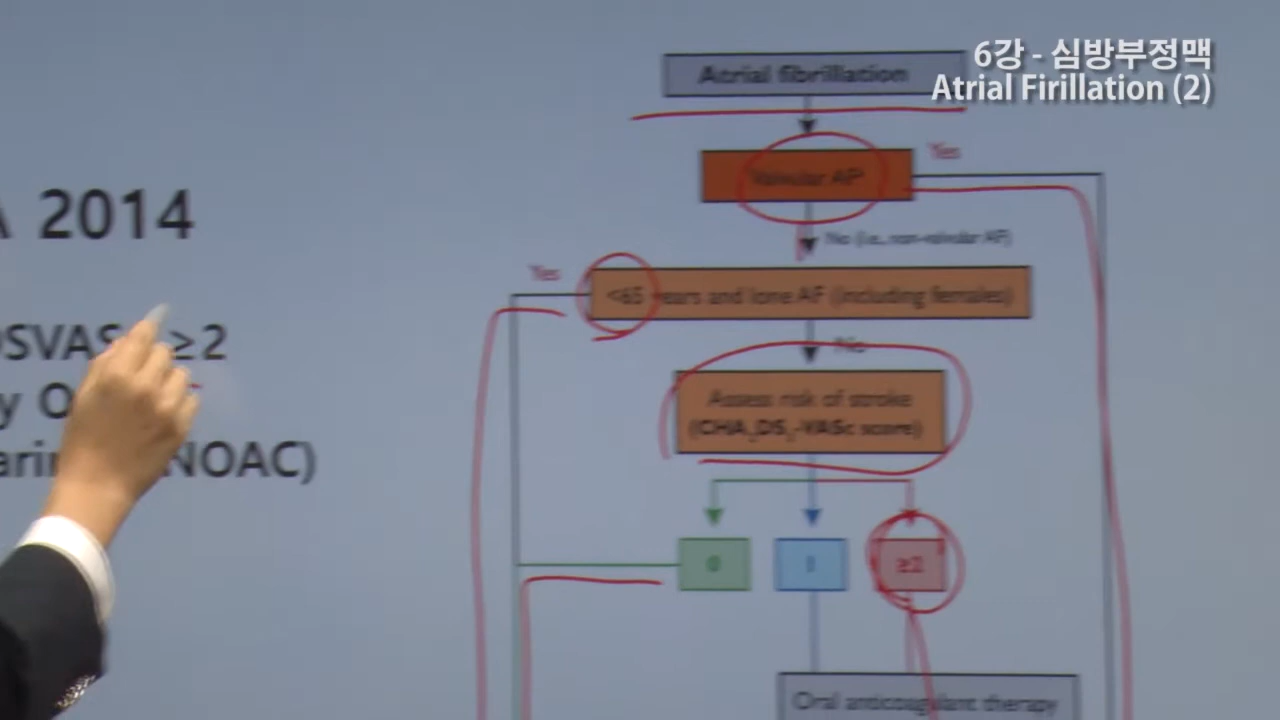 6강 - 심방부정맥
Atrial Firillation (2)
Atrial fibrillation
Valvular AF
Yes
2014
No (i.e., non-valvular AF)
Yes
<65 years and lone AF (including females)
≥2
No
Assess risk of stroke
(CHA2DS2-VASc score)
NOAC)
0
1
≥2
Oral anticoagulant therapy